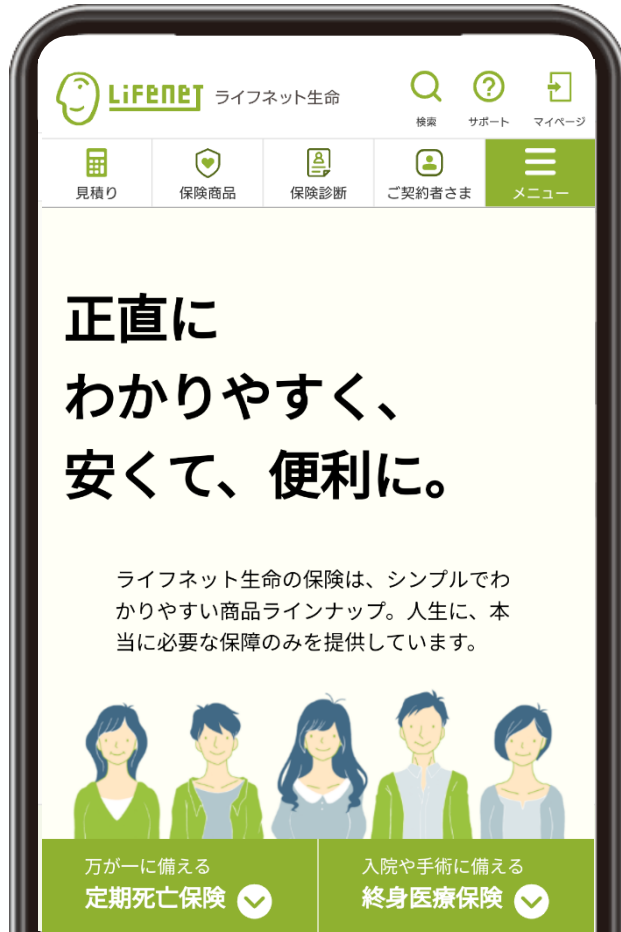 LIFENET ライフネット生命
検索
サポート
マイページ
見積り
保険商品
保険診断
ご契約者さま
メニュー
正直に
わかりやすく、
安くて、便利に。
ライフネット生命の保険は、シンプルでわ
かりやすい商品ラインナップ。人生に、本
当に必要な保障のみを提供しています。
万が一に備える
定期死亡保険
入院や手術に備える
終身医療保険